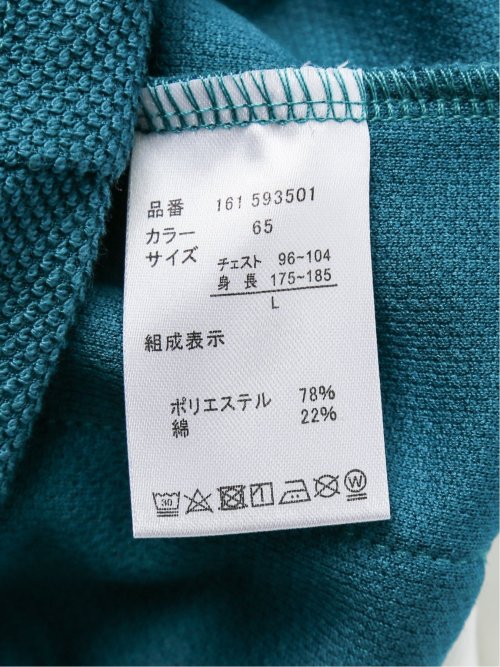 品番 161 593501
カラー 65
サイズ チェスト 96~104
身長 175~185
L
組成表示
ポリエステル 78%
綿 22%
30 W